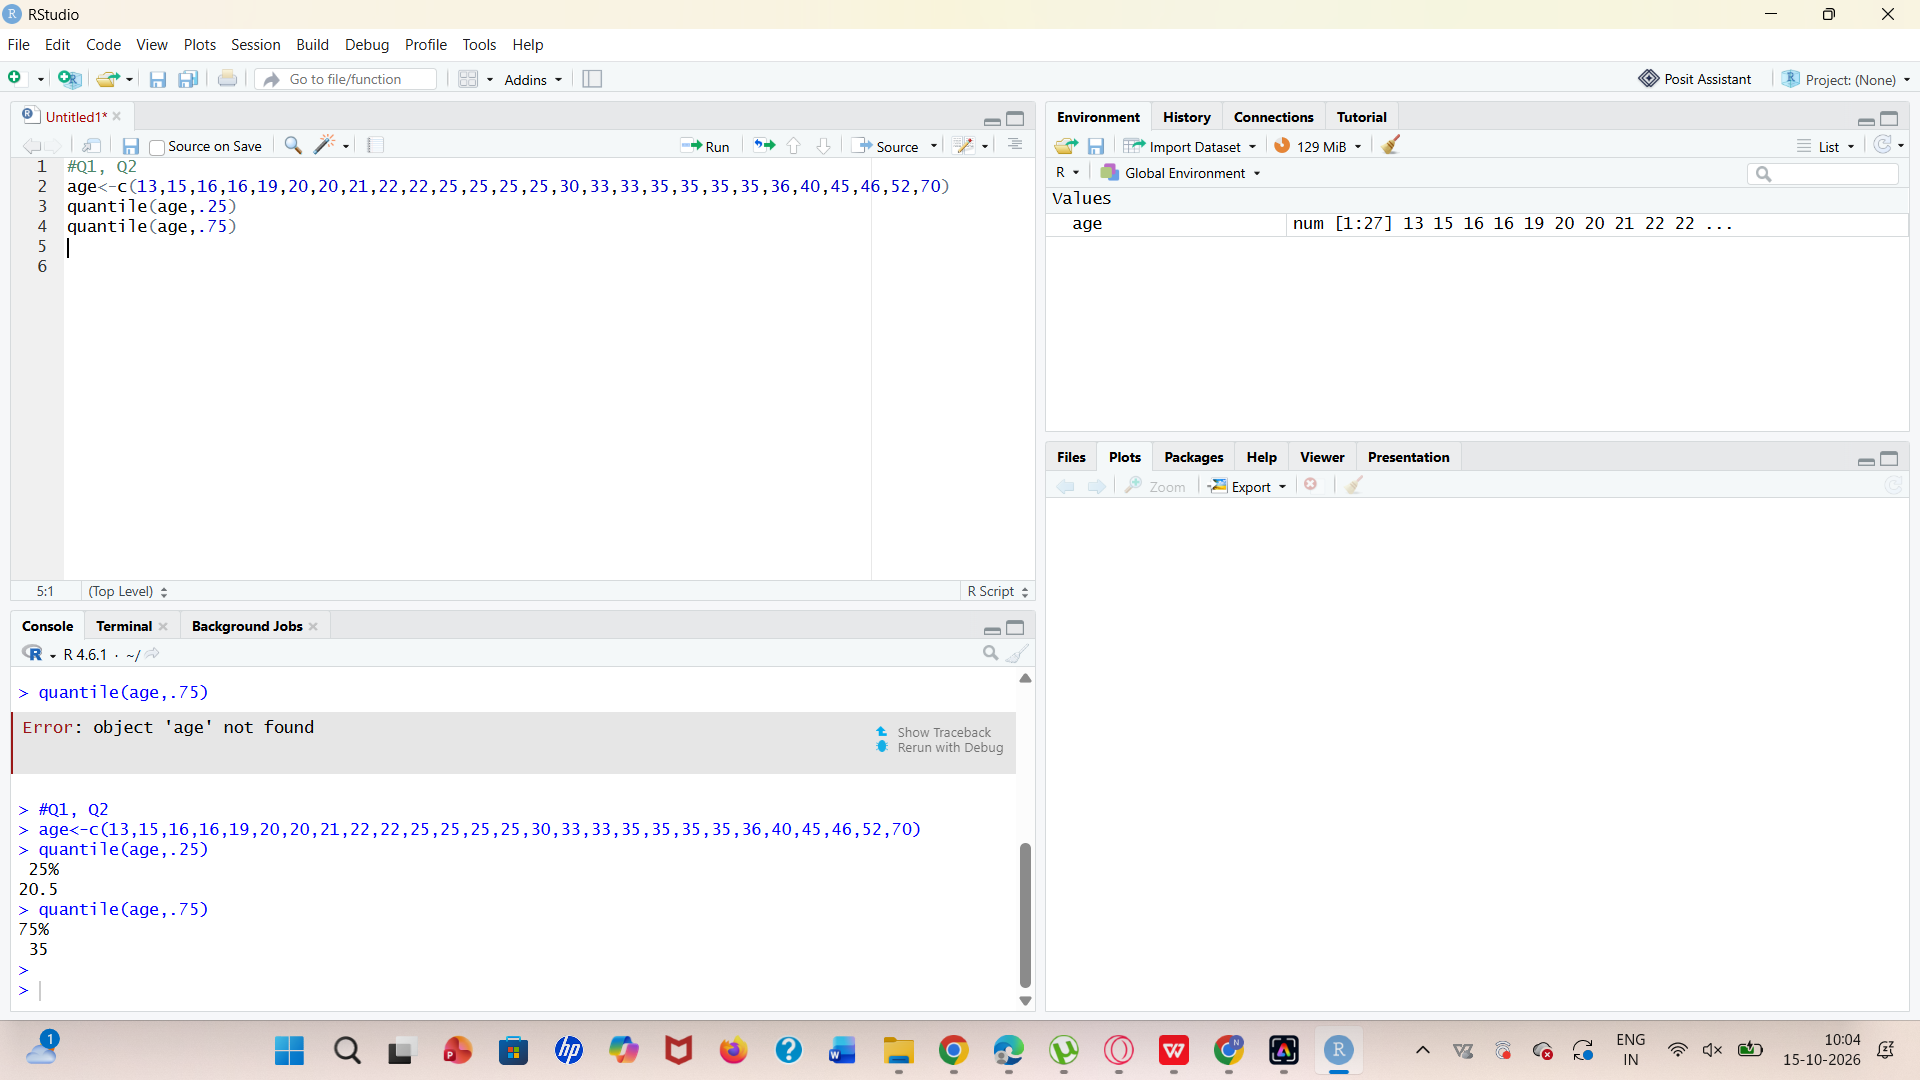 RStudio
File Edit Code View Plots Session Build Debug Profile Tools Help
Go to file/function Addins Posit Assistant Project: (None)
Untitled1*
Source on Save Run Source
1 #Q1, Q2
2 age<-c(13,15,16,16,19,20,20,21,22,22,25,25,25,25,30,33,33,35,35,35,35,36,40,45,46,52,70)
3 quantile(age,.25)
4 quantile(age,.75)
5
6
5:1 (Top Level) R Script
Console Terminal Background Jobs
R 4.6.1 · ~/
> quantile(age,.75)
Error: object 'age' not found
Show Traceback
Rerun with Debug
> #Q1, Q2
> age<-c(13,15,16,16,19,20,20,21,22,22,25,25,25,25,30,33,33,35,35,35,35,36,40,45,46,52,70)
> quantile(age,.25)
25%
20.5
> quantile(age,.75)
75%
35
>
>
Environment History Connections Tutorial
Import Dataset 129 MiB List
R Global Environment
Values
age num [1:27] 13 15 16 16 19 20 20 21 22 22 ...
Files Plots Packages Help Viewer Presentation
Zoom Export
1
ENG
IN
10:04
15-10-2026